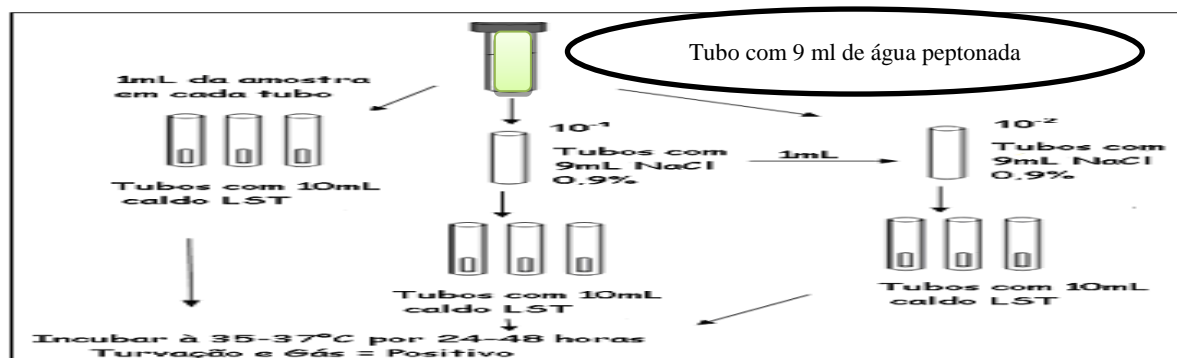 Tubo com 9 ml de água peptonada
1mL da amostra
em cada tubo
Tubos com 10mL
caldo LST
10⁻¹
Tubos com
9mL NaCl
0,9%
1mL
10⁻²
Tubos com
9mL NaCl
0,9%
Tubos com 10mL
caldo LST
Tubos com 10mL
caldo LST
Incubar à 35-37°C por 24-48 horas
Turvação e Gás = Positivo